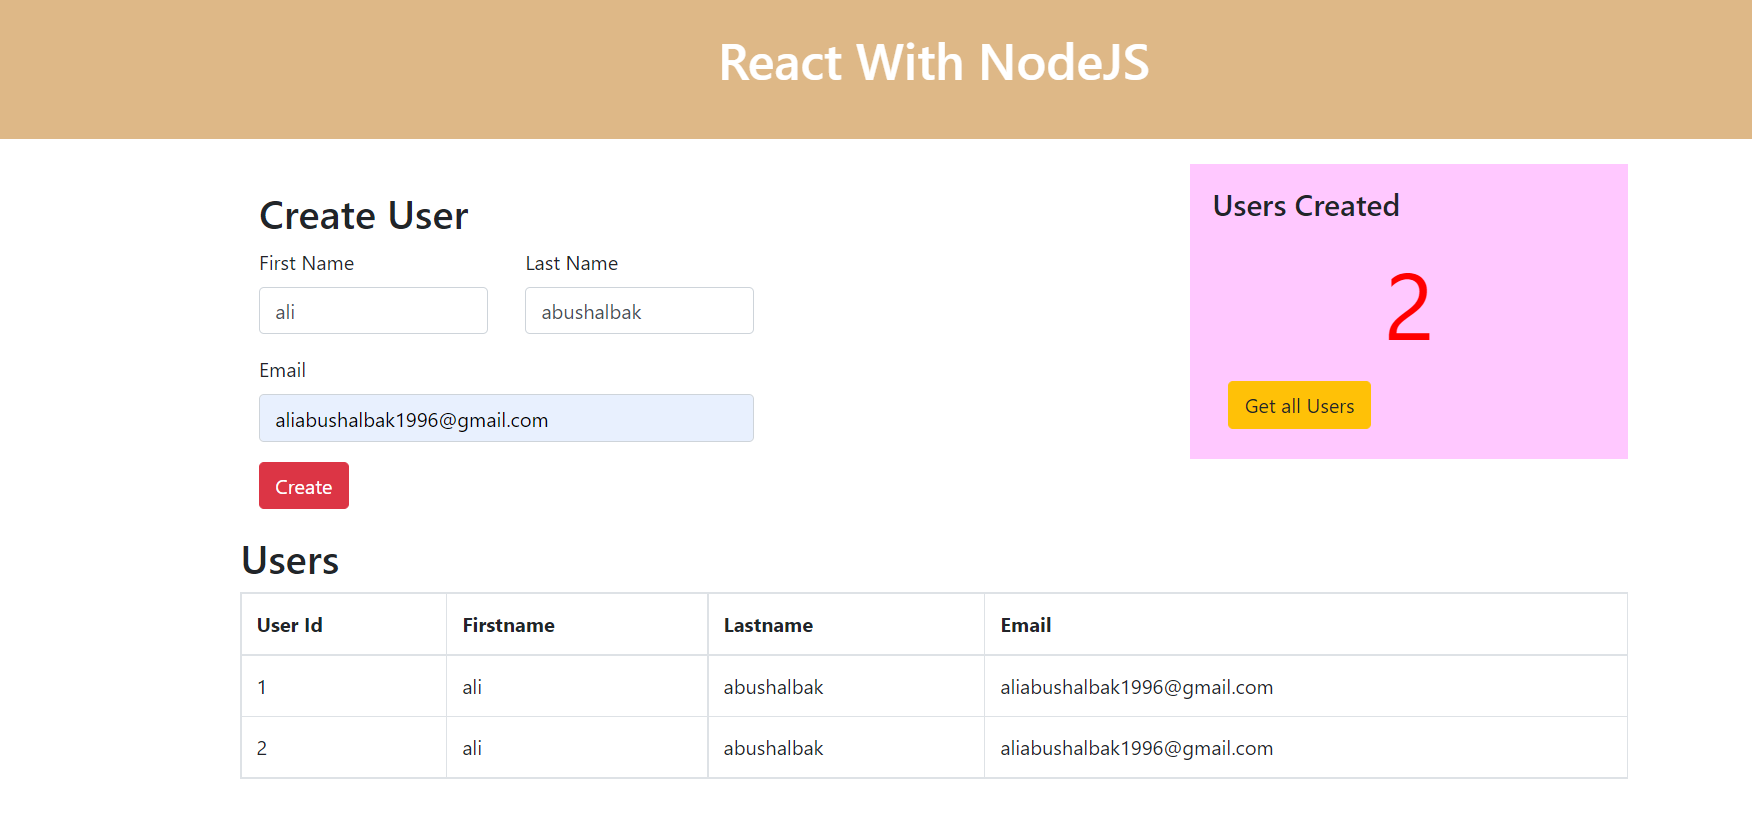 React With NodeJS
Create User
First Name Last Name
ali abushalbak
Email
aliabushalbak1996@gmail.com
Create
Users Created
2
Get all Users
Users
User Id Firstname Lastname Email
1 ali abushalbak aliabushalbak1996@gmail.com
2 ali abushalbak aliabushalbak1996@gmail.com